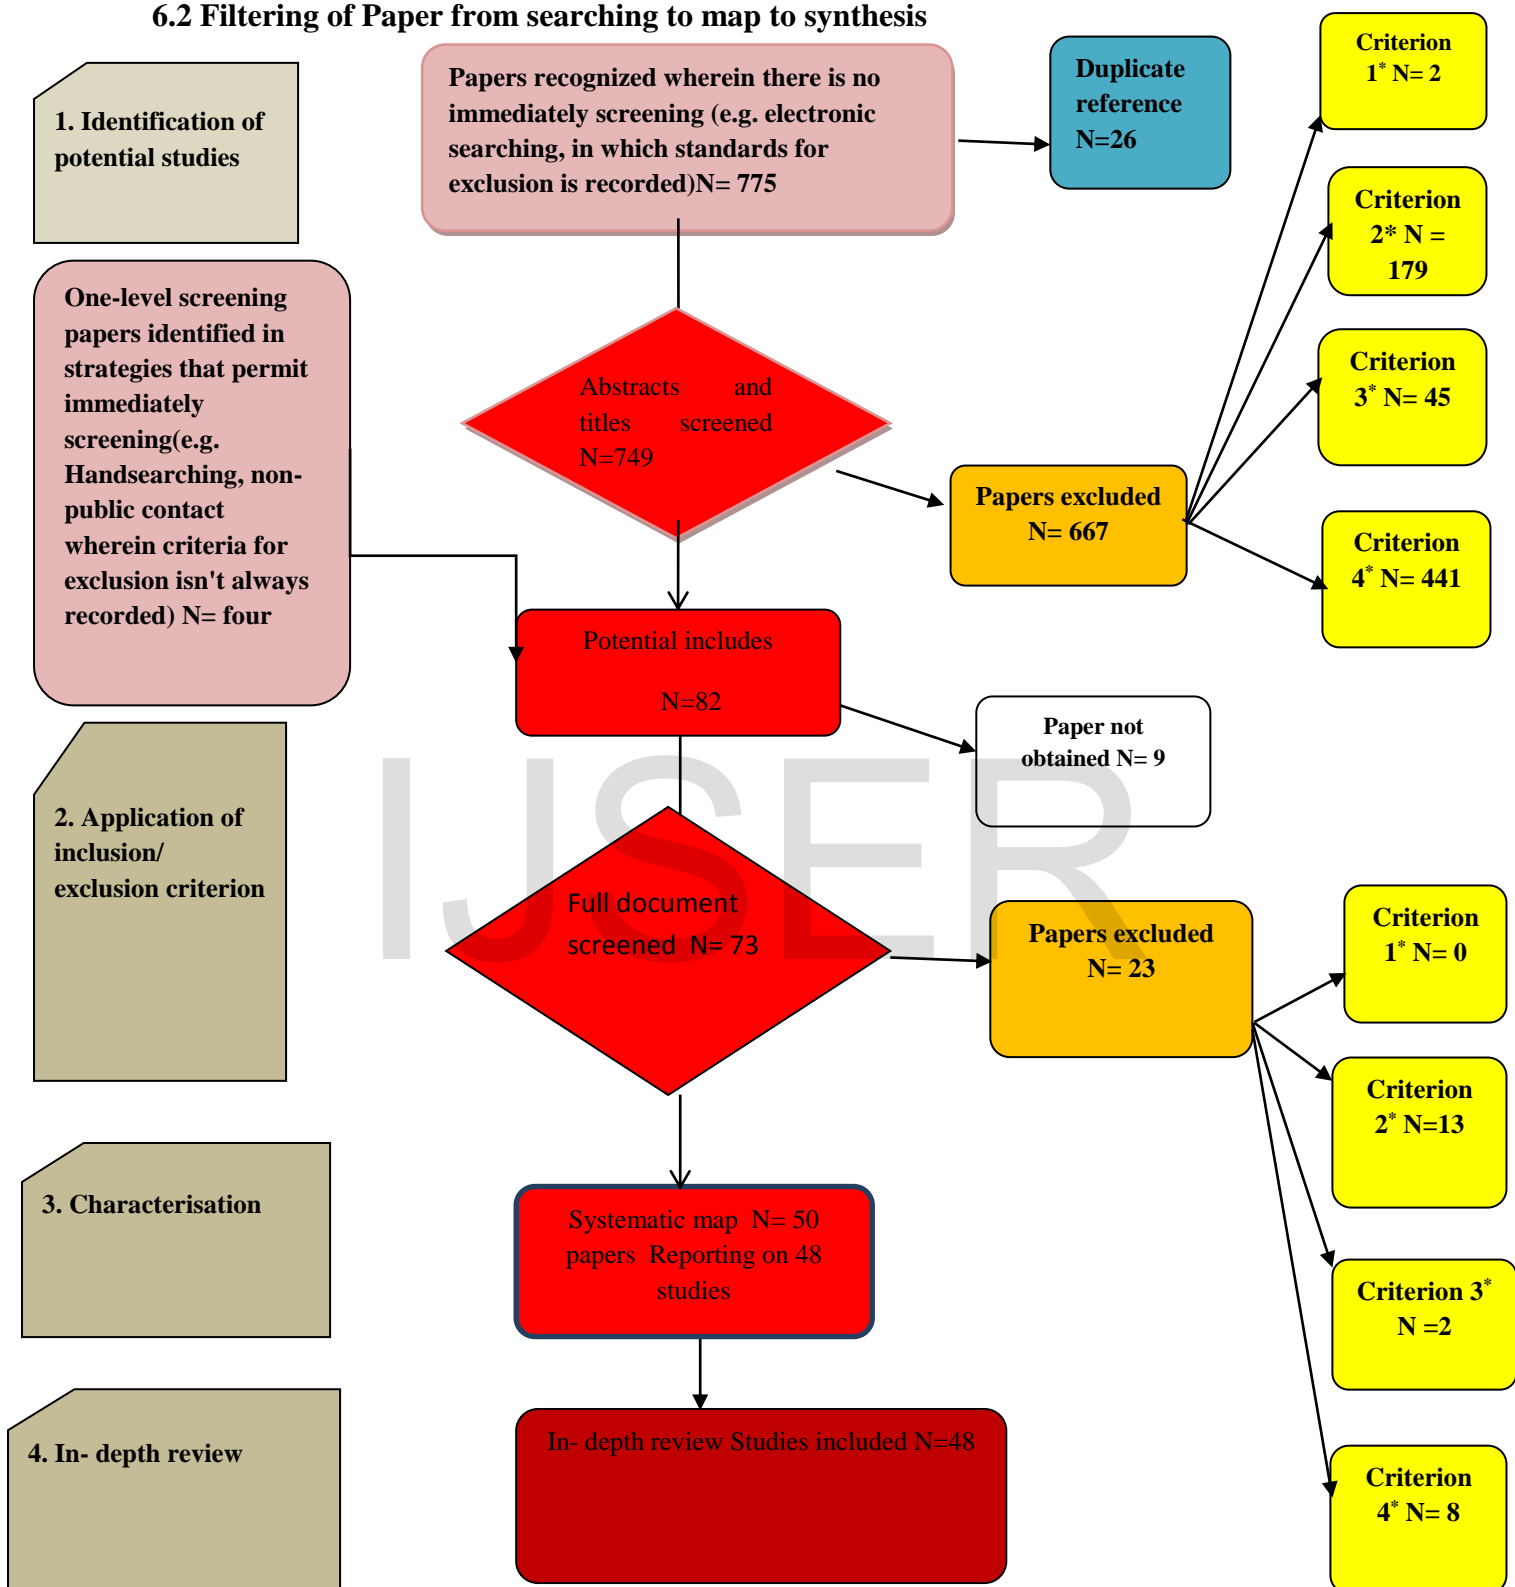 6.2 Filtering of Paper from searching to map to synthesis
1. Identification of
potential studies
Papers recognized wherein there is no
immediately screening (e.g. electronic
searching, in which standards for
exclusion is recorded)N= 775
Duplicate
reference
N=26
Criterion
1* N= 2
Criterion
2* N =
179
Criterion
3* N= 45
Criterion
4* N= 441
One-level screening
papers identified in
strategies that permit
immediately
screening(e.g.
Handsearching, non-
public contact
wherein criteria for
exclusion isn't always
recorded) N= four
Abstracts and
titles screened
N=749
Papers excluded
N= 667
Potential includes
N=82
Paper not
obtained N= 9
2. Application of
inclusion/
exclusion criterion
Full document
screened N= 73
Papers excluded
N= 23
Criterion
1* N= 0
Criterion
2* N=13
Criterion 3*
N =2
Criterion
4* N= 8
3. Characterisation
Systematic map N= 50
papers Reporting on 48
studies
4. In- depth review
In- depth review Studies included N=48
IJSER